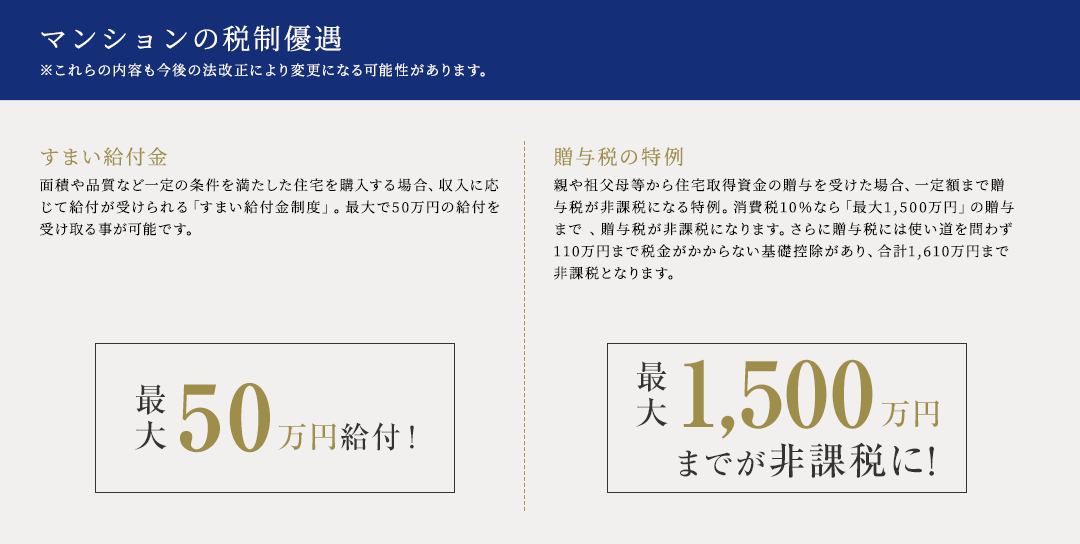 マンションの税制優遇
※これらの内容も今後の法改正により変更になる可能性があります。
すまい給付金
面積や品質など一定の条件を満たした住宅を購入する場合、収入に応
じて給付が受けられる「すまい給付金制度」。最大で50万円の給付を
受け取る事が可能です。
最大50万円給付！
贈与税の特例
親や祖父母等から住宅取得資金の贈与を受けた場合、一定額まで贈
与税が非課税になる特例。消費税10％なら「最大1,500万円」の贈与
まで 、贈与税が非課税になります。さらに贈与税には使い道を問わず
110万円まで税金がかからない基礎控除があり、合計1,610万円まで
非課税となります。
最大1,500万円
までが非課税に!